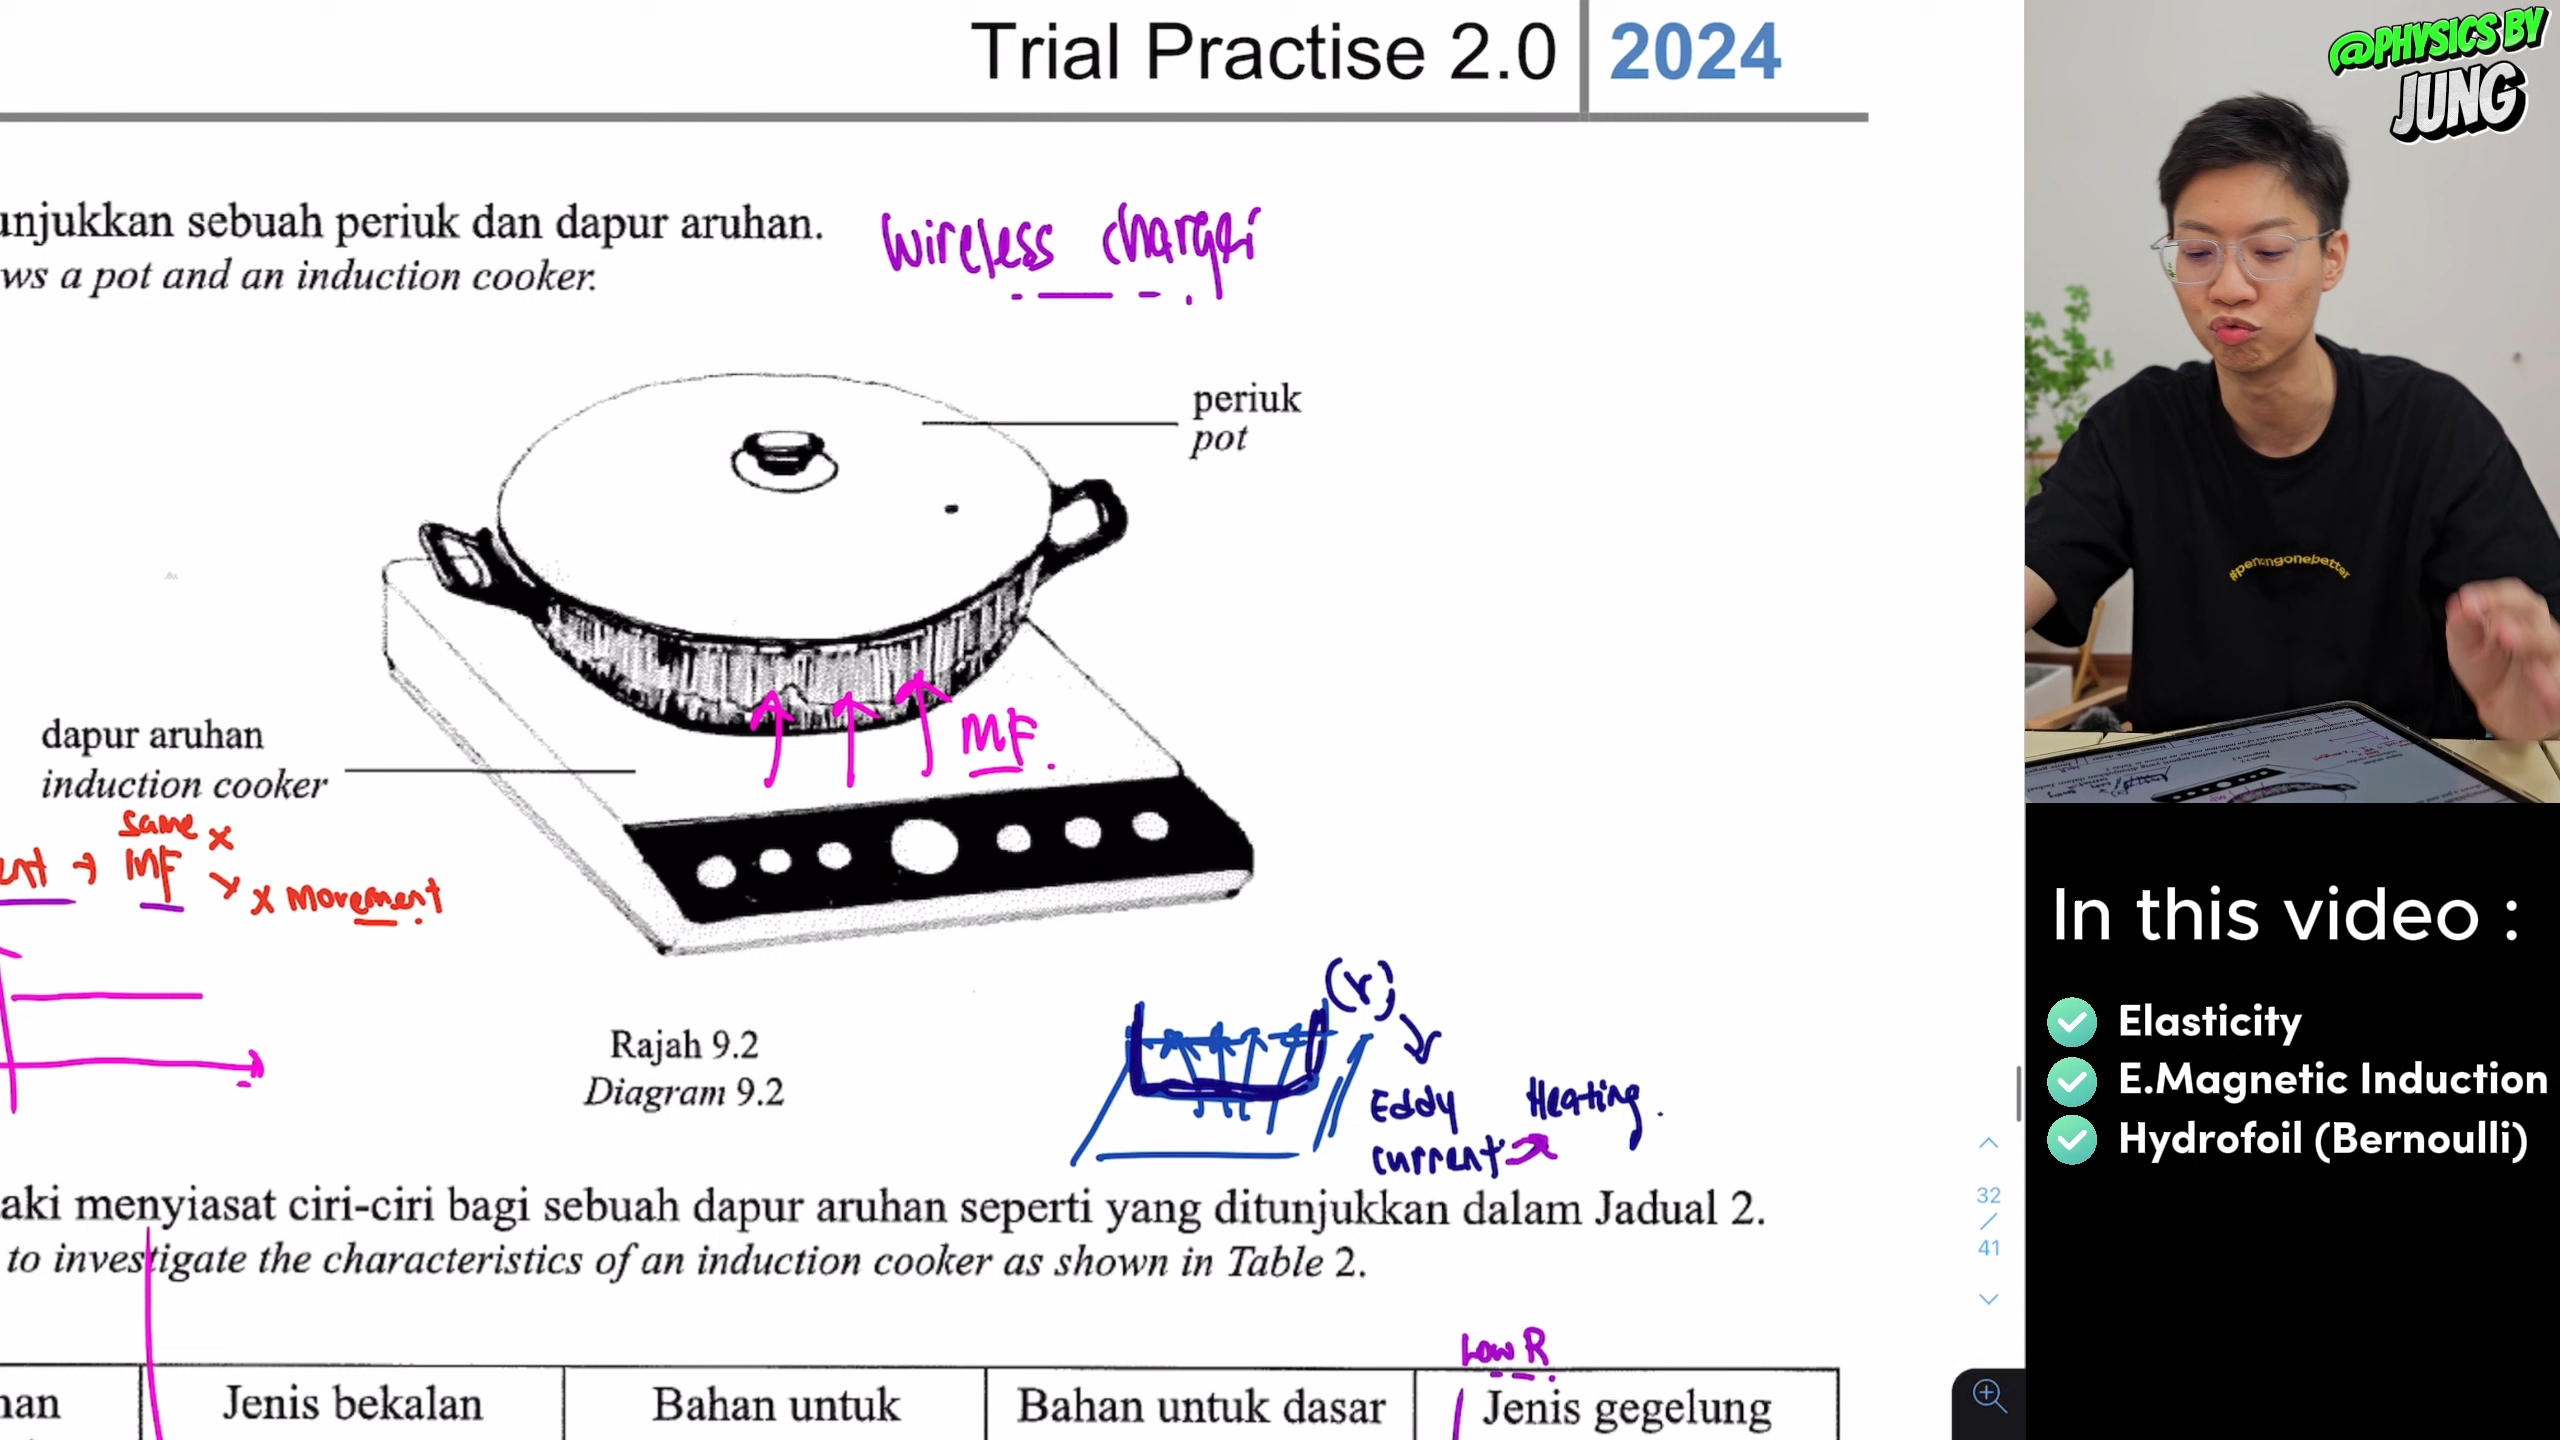 Trial Practise 2.0 2024
@PHYSICS BY
JUNG
unjukkan sebuah periuk dan dapur aruhan.
ws a pot and an induction cooker.
wireless
periuk
pot
dapur aruhan
induction cooker
MF.
same x
ent → MF
x movement
Rajah 9.2
Diagram 9.2
(r)
Eddy Heating.
current
aki menyiasat ciri-ciri bagi sebuah dapur aruhan seperti yang ditunjukkan dalam Jadual 2.
to investigate the characteristics of an induction cooker as shown in Table 2.
Low R
nan Jenis bekalan Bahan untuk Bahan untuk dasar Jenis gegelung
32
/
41
#penangonebetter
In this video :
Elasticity
E.Magnetic Induction
Hydrofoil (Bernoulli)